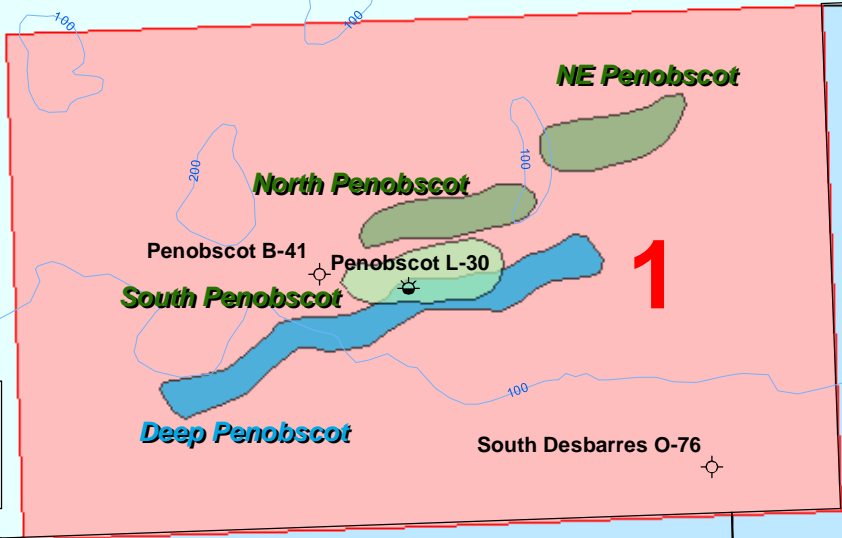 100
100
NE Penobscot
100
200
North Penobscot
Penobscot B-41
Penobscot L-30
1
South Penobscot
100
Deep Penobscot
South Desbarres O-76